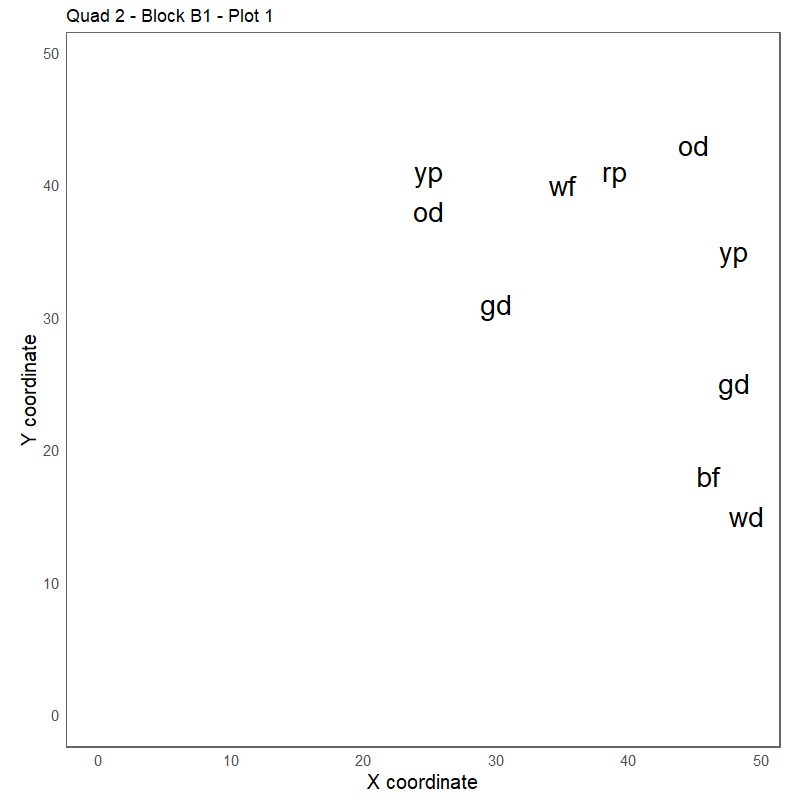 Quad 2 - Block B1 - Plot 1
50
od
yp
rp
40
wf
od
yp
30
gd
gd
20
bf
wd
10
0
Y coordinate
0 10 20 30 40 50
X coordinate